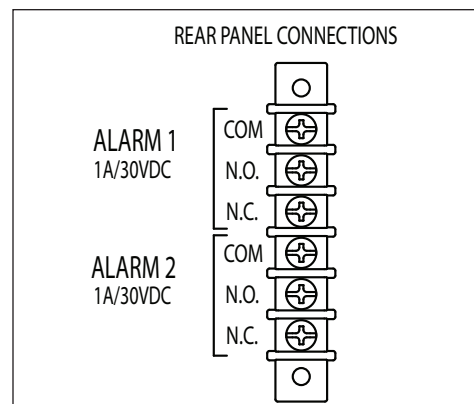 REAR PANEL CONNECTIONS
ALARM 1
1A/30VDC
COM
N.O.
N.C.
ALARM 2
1A/30VDC
COM
N.O.
N.C.